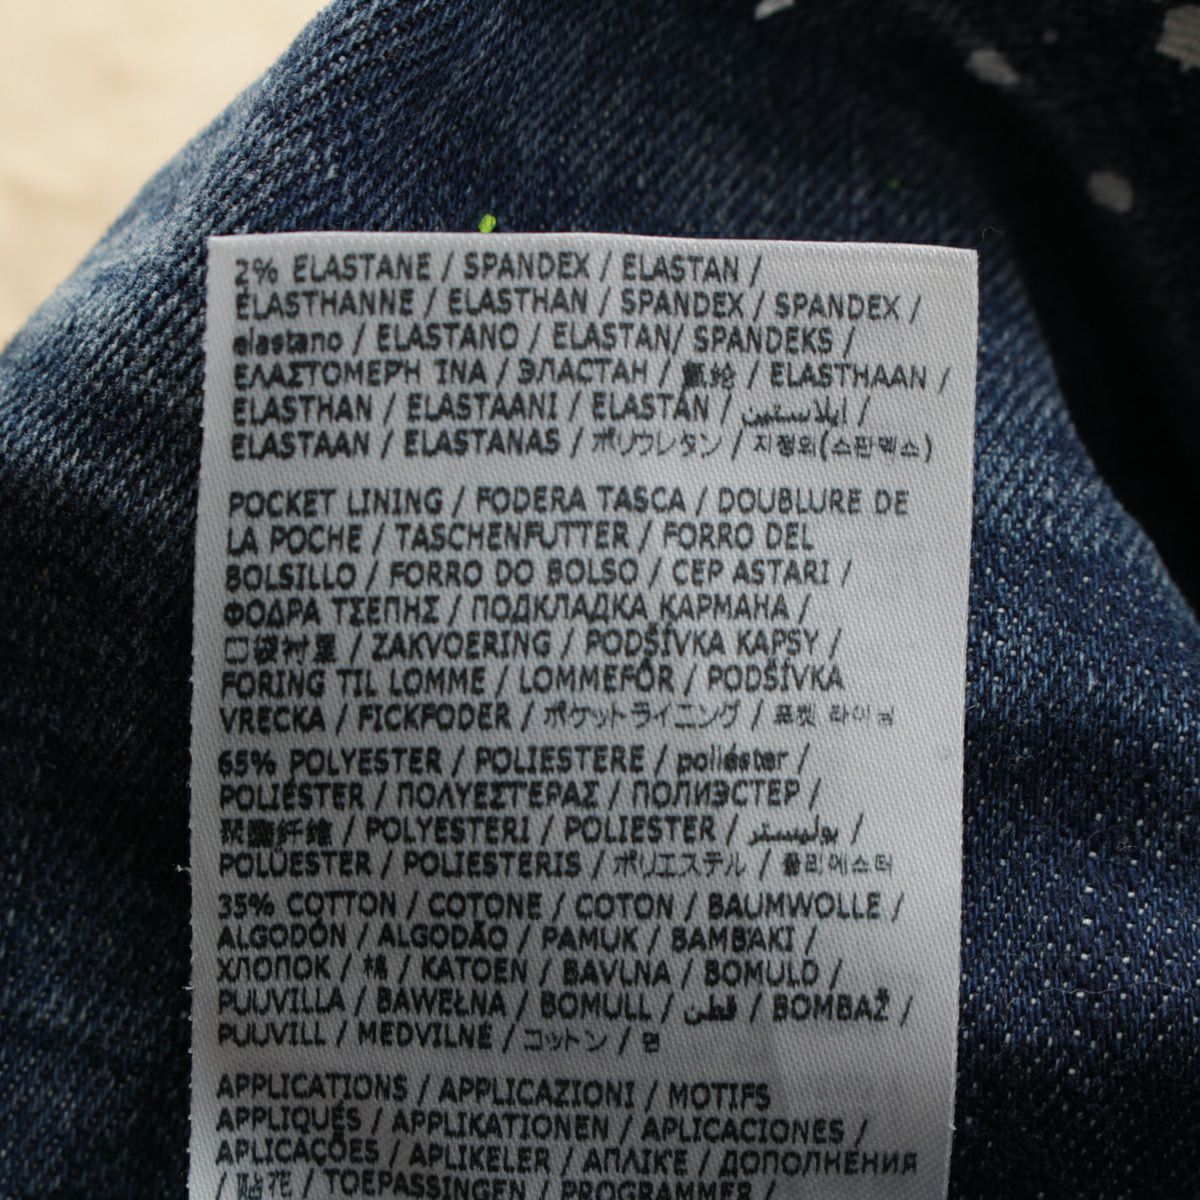 2% ELASTANE / SPANDEX / ELASTAN /
ÉLASTHANNE / ELASTHAN / SPANDEX / SPANDEX /
elastano / ELASTANO / ELASTAN/ SPANDEKS /
ΕΛΑΣΤΟΜΕΡΗ ΊΝΑ / ЭЛАСТАН / 氨纶 / ELASTHAAN /
ELASTHAN / ELASTAANI / ELASTAN / إيلاستين /
ELASTAAN / ELASTANAS / ポリウレタン / 지정외(스판덱스)
POCKET LINING / FODERA TASCA / DOUBLURE DE
LA POCHE / TASCHENFUTTER / FORRO DEL
BOLSILLO / FORRO DO BOLSO / CEP ASTARI /
ΦΟΔΡΑ ΤΣΕΠΗΣ / ПОДКЛАДКА КАРМАНА /
口袋衬里 / ZAKVOERING / PODŠÍVKA KAPSY /
FORING TIL LOMME / LOMMEFÔR / PODŠÍVKA
VRECKA / FICKFODER / ポケットライニング / 포켓 라이닝
65% POLYESTER / POLIESTERE / poliéster /
POLIÉSTER / ΠΟΛΥΕΣΤΕΡΑΣ / ПОЛИЭСТЕР /
聚酯纤维 / POLYESTERI / POLIESTER / بوليستر /
POLÜESTER / POLIESTERIS / ポリエステル / 폴리에스터
35% COTTON / COTONE / COTON / BAUMWOLLE /
ALGODÓN / ALGODÃO / PAMUK / ΒΑΜΒΑΚΙ /
ХЛОПОК / 棉 / KATOEN / BAVLNA / BOMULD /
PUUVILLA / BAWEŁNA / BOMULL / قطن / BOMBAŽ /
PUUVILL / MEDVILNE / コットン / 면
APPLICATIONS / APPLICAZIONI / MOTIFS
APPLIQUÉS / APPLIKATIONEN / APLICACIONES /
APLICAÇÕES / APLIKELER / ΑΠΛΙΚΕ / ДОПОЛНЕНИЯ
/ 贴花 / TOEPASSINGEN / PROGRAMMER /